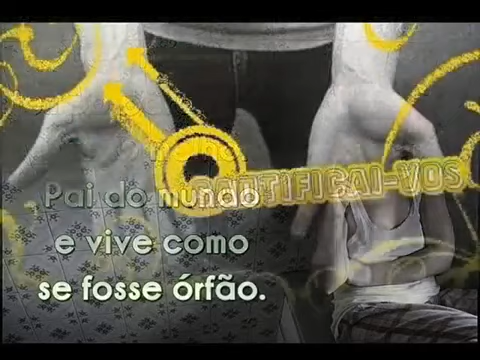 SANTIFICAI-VOS
Pai do mundo
e vive como
se fosse órfão.